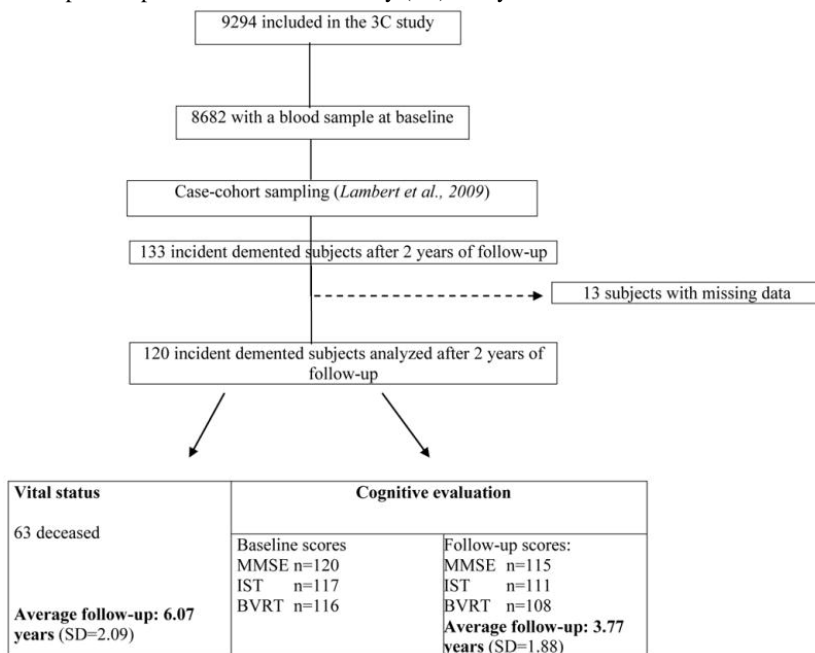 9294 included in the 3C study
8682 with a blood sample at baseline
Case-cohort sampling (Lambert et al., 2009)
133 incident demented subjects after 2 years of follow-up
13 subjects with missing data
120 incident demented subjects analyzed after 2 years of
follow-up
Vital status
63 deceased
Average follow-up: 6.07
years (SD=2.09)
Cognitive evaluation
Baseline scores
MMSE n=120
IST n=117
BVRT n=116
Follow-up scores:
MMSE n=115
IST n=111
BVRT n=108
Average follow-up: 3.77
years (SD=1.88)